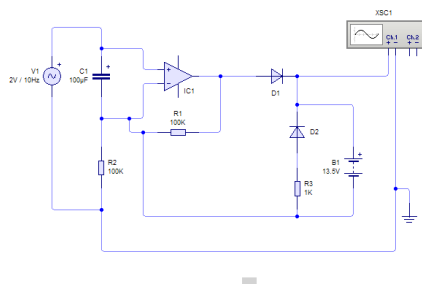 XSC1
Ch.1 Ch.2
+ − + −
V1
2V / 10Hz
+
C1
100µF
+
+
−
IC1
D1
R1
100K
D2
R2
100K
R3
1K
B1
13.5V
+